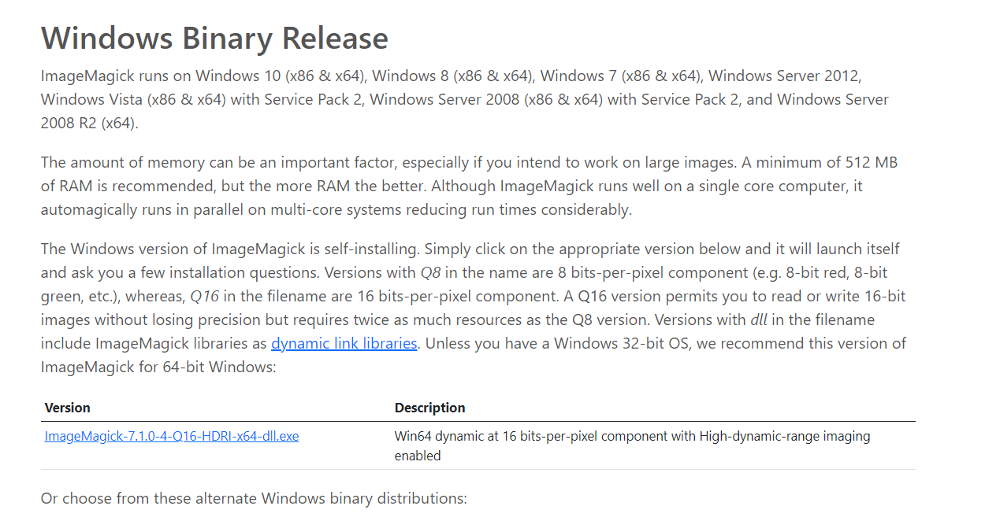 Windows Binary Release
ImageMagick runs on Windows 10 (x86 & x64), Windows 8 (x86 & x64), Windows 7 (x86 & x64), Windows Server 2012,
Windows Vista (x86 & x64) with Service Pack 2, Windows Server 2008 (x86 & x64) with Service Pack 2, and Windows Server
2008 R2 (x64).
The amount of memory can be an important factor, especially if you intend to work on large images. A minimum of 512 MB
of RAM is recommended, but the more RAM the better. Although ImageMagick runs well on a single core computer, it
automagically runs in parallel on multi-core systems reducing run times considerably.
The Windows version of ImageMagick is self-installing. Simply click on the appropriate version below and it will launch itself
and ask you a few installation questions. Versions with Q8 in the name are 8 bits-per-pixel component (e.g. 8-bit red, 8-bit
green, etc.), whereas, Q16 in the filename are 16 bits-per-pixel component. A Q16 version permits you to read or write 16-bit
images without losing precision but requires twice as much resources as the Q8 version. Versions with dll in the filename
include ImageMagick libraries as dynamic link libraries. Unless you have a Windows 32-bit OS, we recommend this version of
ImageMagick for 64-bit Windows:
Version Description
ImageMagick-7.1.0-4-Q16-HDRI-x64-dll.exe Win64 dynamic at 16 bits-per-pixel component with High-dynamic-range imaging
enabled
Or choose from these alternate Windows binary distributions: